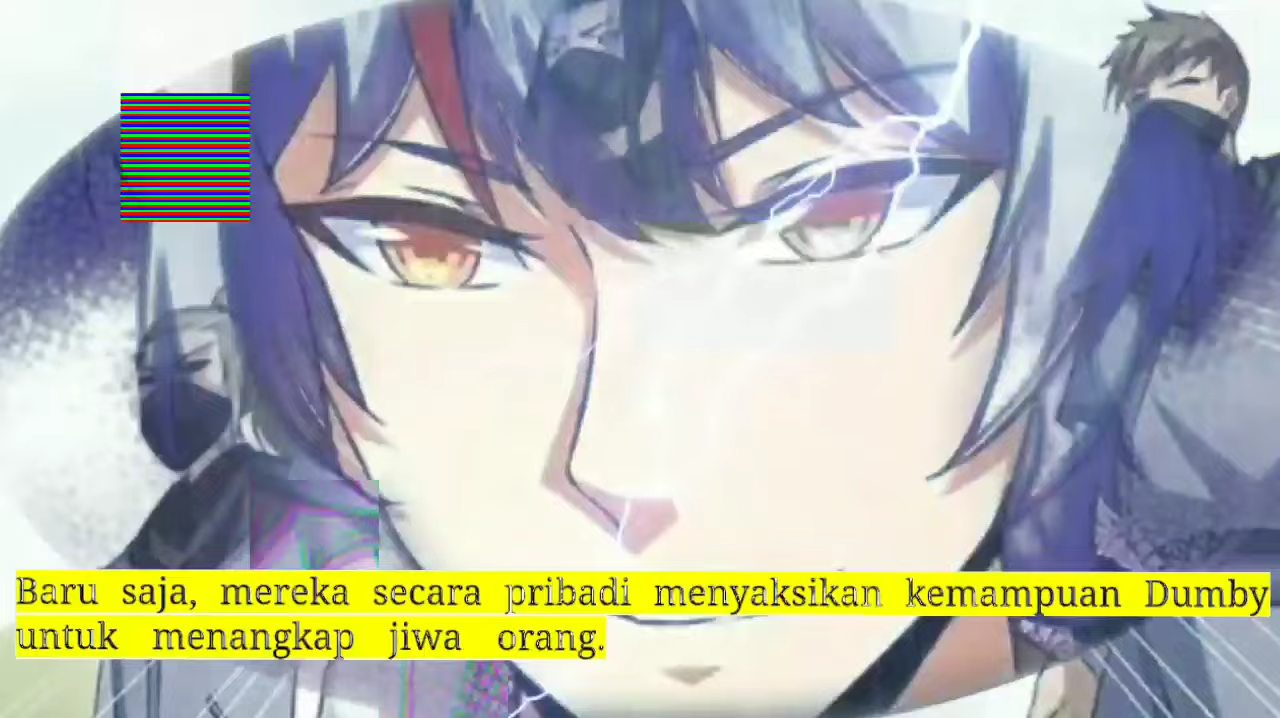 Baru saja, mereka secara pribadi menyaksikan kemampuan Dumby
untuk menangkap jiwa orang.